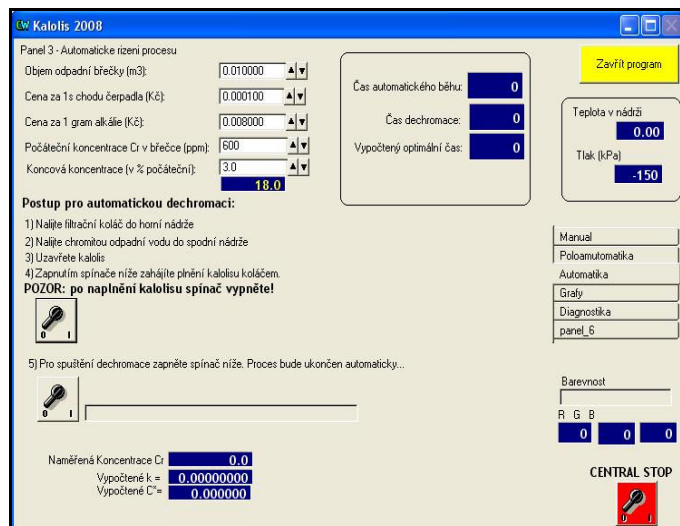 Kalolis 2008
Panel 3 - Automaticke rizeni procesu
Objem odpadní břečky (m3): 0.010000
Cena za 1s chodu čerpadla (Kč): 0.000100
Cena za 1 gram alkálie (Kč): 0.008000
Počáteční koncentrace Cr v břečce (ppm): 600
Koncová koncentrace (v % počáteční): 3.0
18.0
Čas automatického běhu: 0
Čas dechromace: 0
Vypočtený optimální čas: 0
Zavřít program
Teplota v nádrži
0.00
Tlak (kPa)
-150
Postup pro automatickou dechromaci:
1) Nalijte filtrační koláč do horní nádrže
2) Nalijte chromitou odpadní vodu do spodní nádrže
3) Uzavřete kalolis
4) Zapnutím spínače níže zahájíte plnění kalolisu koláčem.
POZOR: po naplnění kalolisu spínač vypněte!
0 I
Manual
Poloamutomatika
Automatika
Grafy
Diagnostika
panel_6
5) Pro spuštění dechromace zapněte spínač níže. Proces bude ukončen automaticky...
0 I
Barevnost
R G B
0 0 0
Naměřená Koncentrace Cr 0.0
Vypočtené k = 0.00000000
Vypočtené C*= 0.000000
CENTRAL STOP
0 I